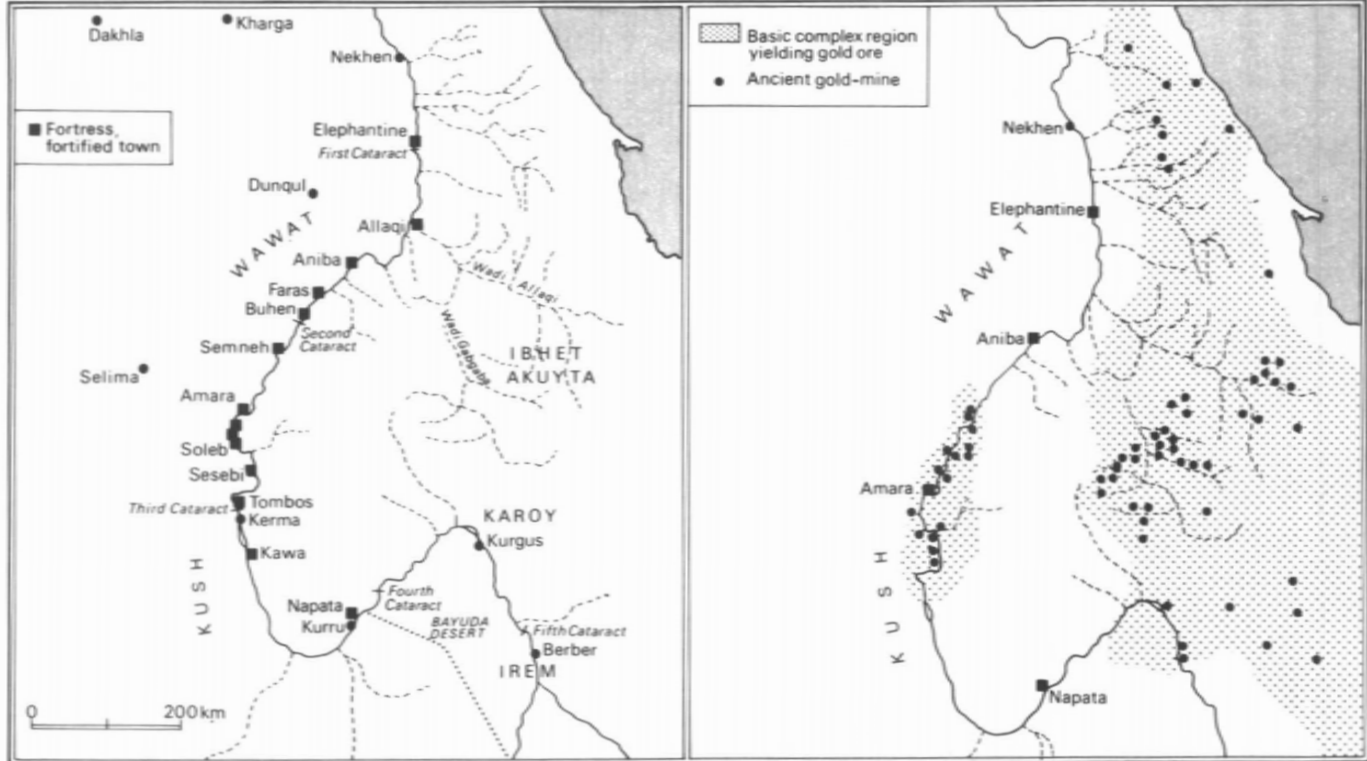 Dakhla
Kharga
Nekhen
Fortress,
fortified town
Elephantine
First Cataract
Dunqul
WAWAT
Allaqi
Aniba
Wadi Allaqi
Faras
Buhen
Second
Cataract
Wadi Gabgaba
Semneh
IBHET
AKUYTA
Selima
Amara
Soleb
Sesebi
Third Cataract
Tombos
Kerma
KAROY
Kurgus
Kawa
KUSH
Fourth
Cataract
Napata
Kurru
BAYUDA
DESERT
Fifth Cataract
Berber
IREM
0 200 km
Basic complex region
yielding gold ore
Ancient gold-mine
Nekhen
Elephantine
WAWAT
Aniba
Amara
KUSH
Napata